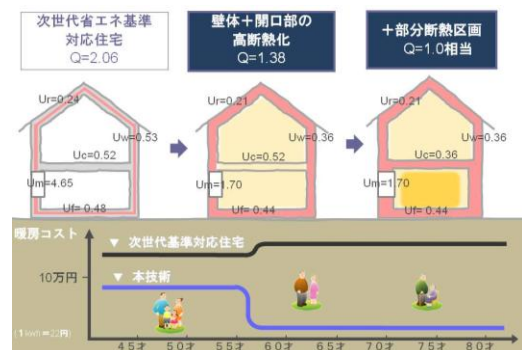 次世代省エネ基準
対応住宅
Q=2.06
壁体+開口部の
高断熱化
Q=1.38
+部分断熱区画
Q=1.0相当
Ur=0.24
Uw=0.53
Uc=0.52
Um=4.65
Uf= 0.48
Ur=0.21
Uw=0.36
Uc=0.52
Um=1.70
Uf= 0.44
Ur=0.21
Uw=0.36
Uc=0.36
Um=1.70
Uf= 0.44
暖房コスト
▼ 次世代基準対応住宅
10万円
▼ 本技術
(1kwh=22円)
45才 50才 55才 65才 70才 75才 80才